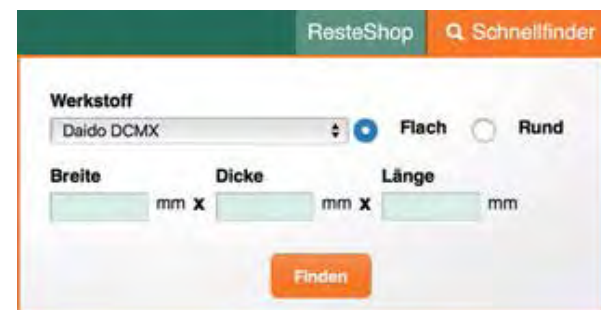 ResteShop Schnellfinder
Werkstoff
Daido DCMX Flach Rund
Breite Dicke Länge
mm x mm x mm
Finden